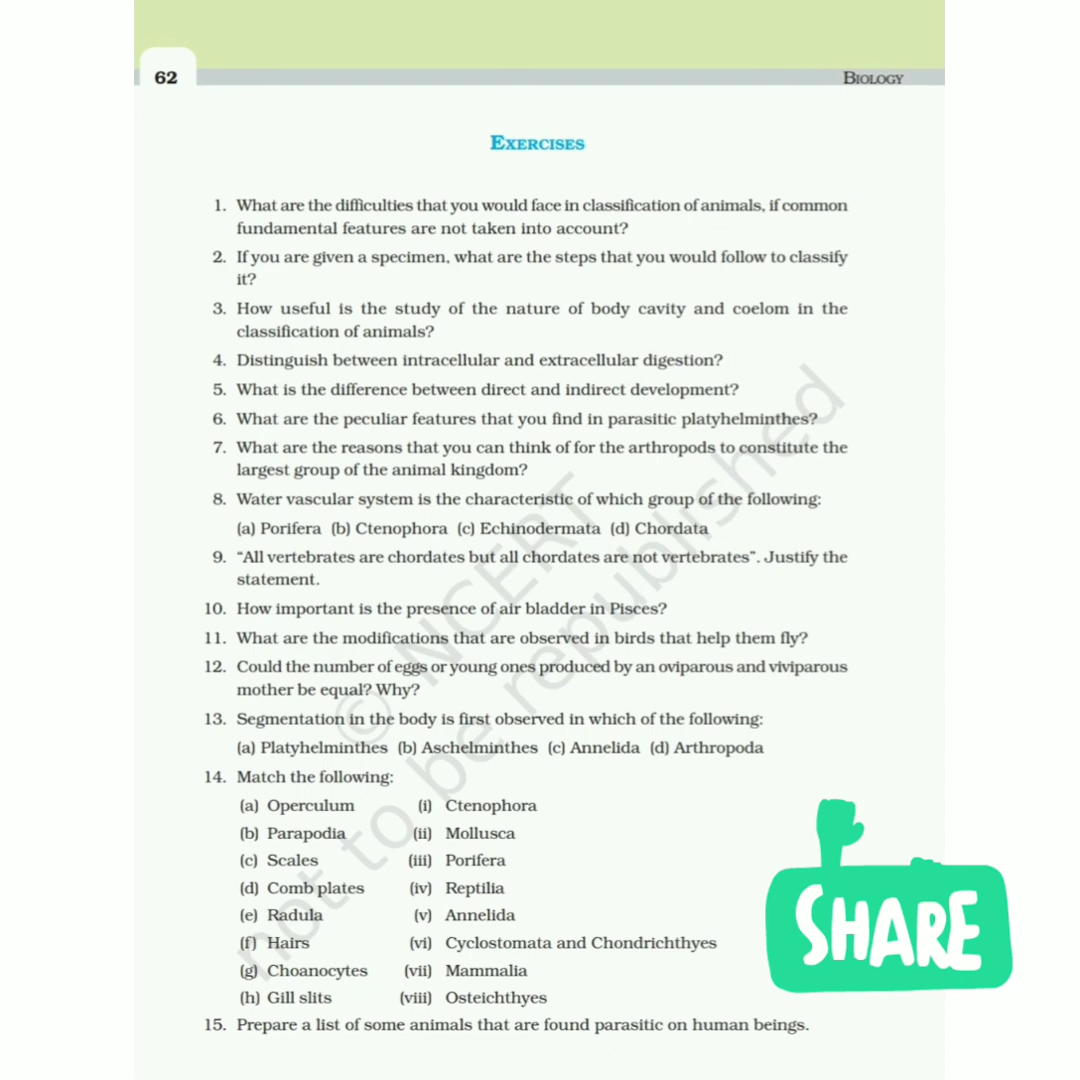 62
BIOLOGY
EXERCISES
1. What are the difficulties that you would face in classification of animals, if common
fundamental features are not taken into account?
2. If you are given a specimen, what are the steps that you would follow to classify
it?
3. How useful is the study of the nature of body cavity and coelom in the
classification of animals?
4. Distinguish between intracellular and extracellular digestion?
5. What is the difference between direct and indirect development?
6. What are the peculiar features that you find in parasitic platyhelminthes?
7. What are the reasons that you can think of for the arthropods to constitute the
largest group of the animal kingdom?
8. Water vascular system is the characteristic of which group of the following:
(a) Porifera (b) Ctenophora (c) Echinodermata (d) Chordata
9. “All vertebrates are chordates but all chordates are not vertebrates”. Justify the
statement.
10. How important is the presence of air bladder in Pisces?
11. What are the modifications that are observed in birds that help them fly?
12. Could the number of eggs or young ones produced by an oviparous and viviparous
mother be equal? Why?
13. Segmentation in the body is first observed in which of the following:
(a) Platyhelminthes (b) Aschelminthes (c) Annelida (d) Arthropoda
14. Match the following:
(a) Operculum (i) Ctenophora
(b) Parapodia (ii) Mollusca
(c) Scales (iii) Porifera
(d) Comb plates (iv) Reptilia
(e) Radula (v) Annelida
(f) Hairs (vi) Cyclostomata and Chondrichthyes
(g) Choanocytes (vii) Mammalia
(h) Gill slits (viii) Osteichthyes
15. Prepare a list of some animals that are found parasitic on human beings.
© NCERT
not to be republished
SHARE